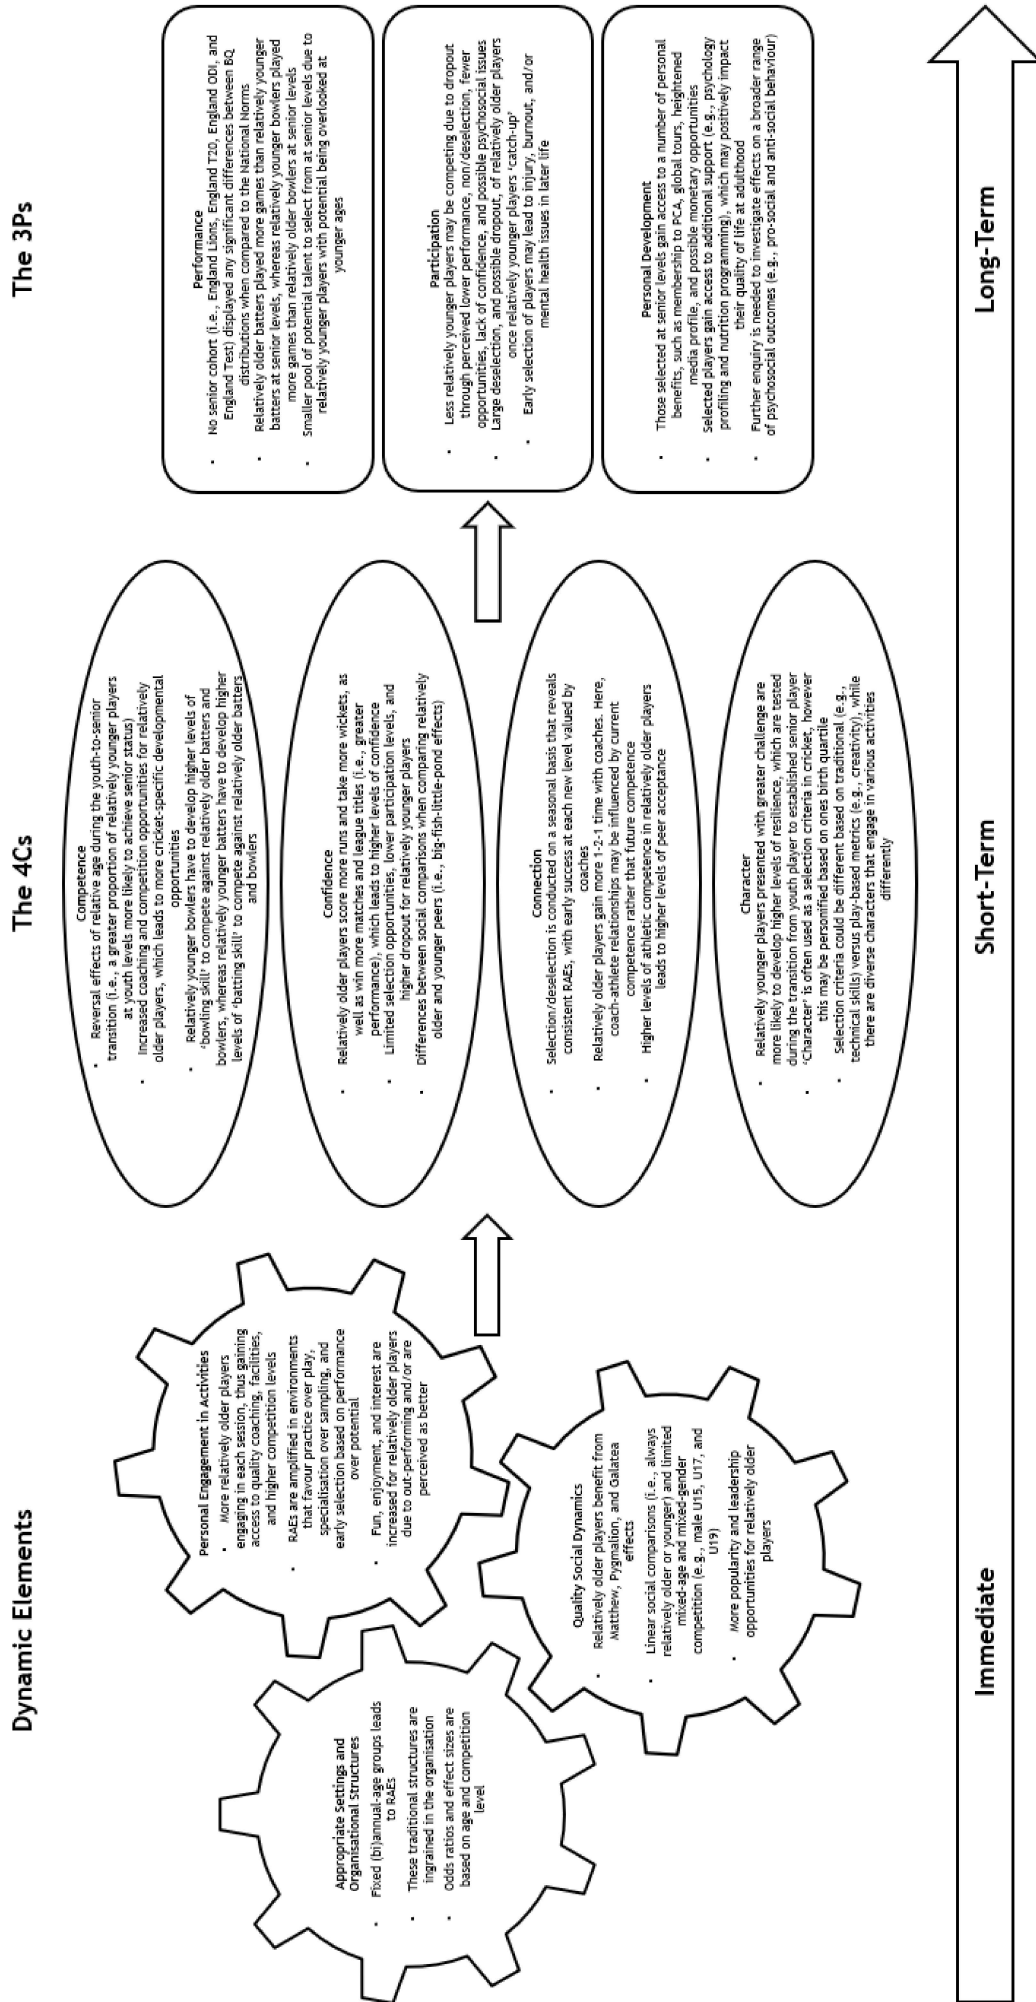 Dynamic Elements
The 4Cs
The 3Ps
Appropriate Settings and
Organisational Structures
• Fixed (bi)annual-age groups leads
to RAEs
• These traditional structures are
ingrained in the organisation
• Odds ratios and effect sizes are
based on age and competition
level
Personal Engagement in Activities
• More relatively older players
engaging in each session, thus gaining
access to quality coaching, facilities,
and higher competition levels
• RAEs are amplified in environments
that favour practice over play,
specialisation over sampling, and
early selection based on performance
over potential
• Fun, enjoyment, and interest are
increased for relatively older players
due to out-performing and/or are
perceived as better
Quality Social Dynamics
• Relatively older players benefit from
Matthew, Pygmalion, and Galatea
effects
• Linear social comparisons (i.e., always
relatively older or younger) and limited
mixed-age and mixed-gender
competition (e.g., male U15, U17, and
U19)
• More popularity and leadership
opportunities for relatively older
players
Competence
• Reversal effects of relative age during the youth-to-senior
transition (i.e., a greater proportion of relatively younger players
at youth levels more likely to achieve senior status)
• Increased coaching and competition opportunities for relatively
older players, which leads to more cricket-specific developmental
opportunities
• Relatively younger bowlers have to develop higher levels of
‘bowling skill’ to compete against relatively older batters and
bowlers, whereas relatively younger batters have to develop higher
levels of ‘batting skill’ to compete against relatively older batters
and bowlers
Confidence
• Relatively older players score more runs and take more wickets, as
well as win more matches and league titles (i.e., greater
performance), which leads to higher levels of confidence
• Limited selection opportunities, lower participation levels, and
higher dropout for relatively younger players
• Differences between social comparisons when comparing relatively
older and younger peers (i.e., big-fish-little-pond effects)
Connection
• Selection/deselection is conducted on a seasonal basis that reveals
consistent RAEs, with early success at each new level valued by
coaches
• Relatively older players gain more 1-2-1 time with coaches. Here,
coach-athlete relationships may be influenced by current
competence rather that future competence
• Higher levels of athletic competence in relatively older players
leads to higher levels of peer acceptance
Character
• Relatively younger players presented with greater challenge are
more likely to develop higher levels of resilience, which are tested
during the transition from youth player to established senior player
• ‘Character’ is often used as a selection criteria in cricket, however
this may be personified based on ones birth quartile
• Selection criteria could be different based on traditional (e.g.,
technical skills) versus play-based metrics (e.g., creativity), while
there are diverse characters that engage in various activities
differently
Performance
• No senior cohort (i.e., England Lions, England T20, England ODI, and
England Test) displayed any significant differences between BQ
distributions when compared to the National Norms
• Relatively older batters played more games than relatively younger
batters at senior levels, whereas relatively younger bowlers played
more games than relatively older bowlers at senior levels
• Smaller pool of potential talent to select from at senior levels due to
relatively younger players with potential being overlooked at
younger ages
Participation
• Less relatively younger players may be competing due to dropout
through perceived lower performance, non/deselection, fewer
opportunities, lack of confidence, and possible psychosocial issues
• Large deselection, and possible dropout, of relatively older players
once relatively younger players ‘catch-up’
• Early selection of players may lead to injury, burnout, and/or
mental health issues in later life
Personal Development
• Those selected at senior levels gain access to a number of personal
benefits, such as membership to PCA, global tours, heightened
media profile, and possible monetary opportunities
• Selected players gain access to additional support (e.g., psychology
profiling and nutrition programming), which may positively impact
their quality of life at adulthood
• Further enquiry is needed to investigate effects on a broader range
of psychosocial outcomes (e.g., pro-social and anti-social behaviour)
Immediate
Short-Term
Long-Term